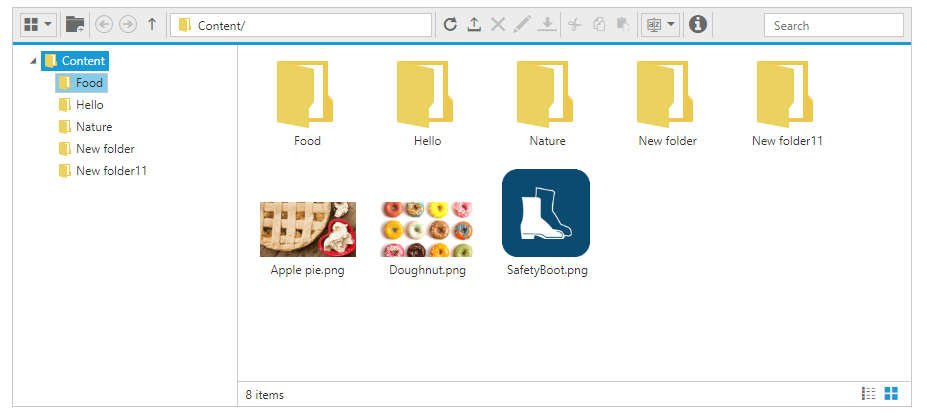 Content/
Search
Content
Food
Hello
Nature
New folder
New folder11
Food
Hello
Nature
New folder
New folder11
Apple pie.png
Doughnut.png
SafetyBoot.png
8 items